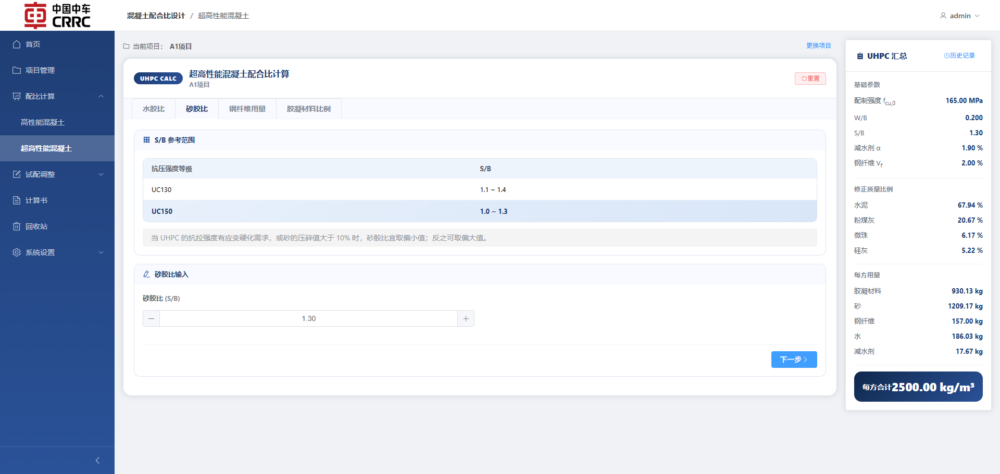 中国中车
CRRC
混凝土配合比设计 / 超高性能混凝土
admin
首页
项目管理
配比计算
高性能混凝土
超高性能混凝土
试配调整
计算书
回收站
系统设置
当前项目： A1项目
更换项目
UHPC CALC
超高性能混凝土配合比计算
A1项目
重置
水胶比
砂胶比
钢纤维用量
胶凝材料比例
S/B 参考范围
抗压强度等级 S/B
UC130 1.1 ~ 1.4
UC150 1.0 ~ 1.3
当 UHPC 的抗拉强度有应变硬化需求，或砂的压碎值大于 10% 时，砂胶比宜取偏小值；反之可取偏大值。
砂胶比输入
砂胶比 (S/B)
1.30
下一步
UHPC 汇总
历史记录
基础参数
配制强度 fcu,0 165.00 MPa
W/B 0.200
S/B 1.30
减水剂 α 1.90 %
钢纤维 Vf 2.00 %
修正质量比例
水泥 67.94 %
粉煤灰 20.67 %
微珠 6.17 %
硅灰 5.22 %
每方用量
胶凝材料 930.13 kg
砂 1209.17 kg
钢纤维 157.00 kg
水 186.03 kg
减水剂 17.67 kg
每方合计2500.00 kg/m³